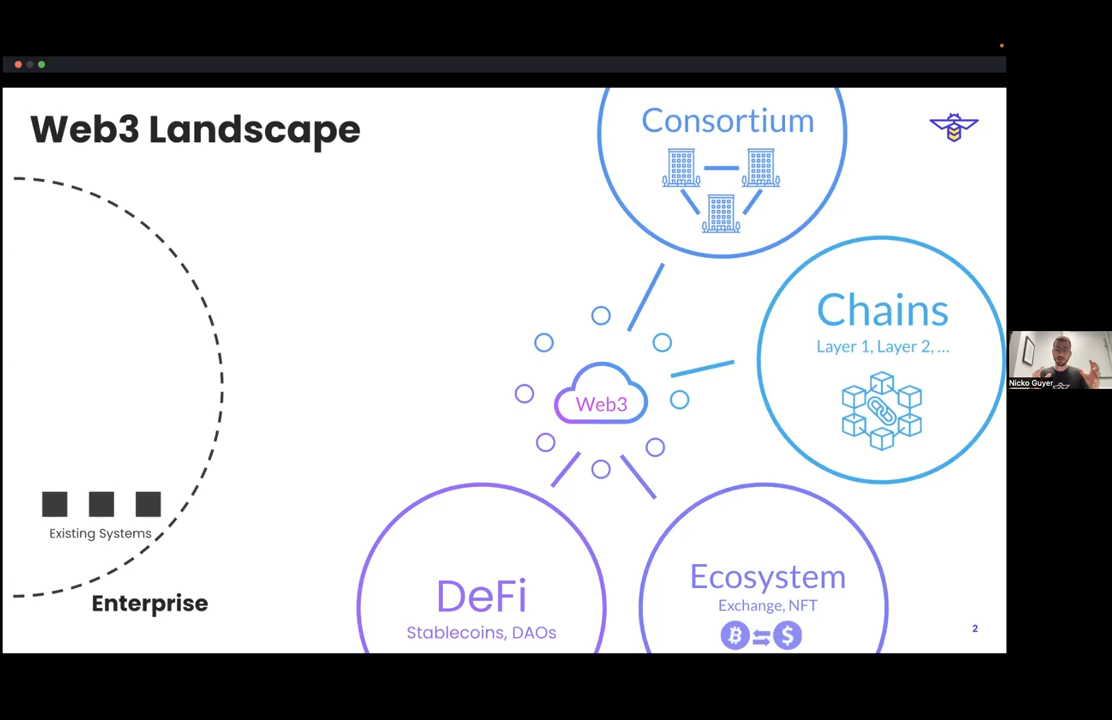 Web3 Landscape
Consortium
Chains
Layer 1, Layer 2, ...
Web3
Nicko Guyer
Existing Systems
Enterprise
DeFi
Stablecoins, DAOs
Ecosystem
Exchange, NFT
2